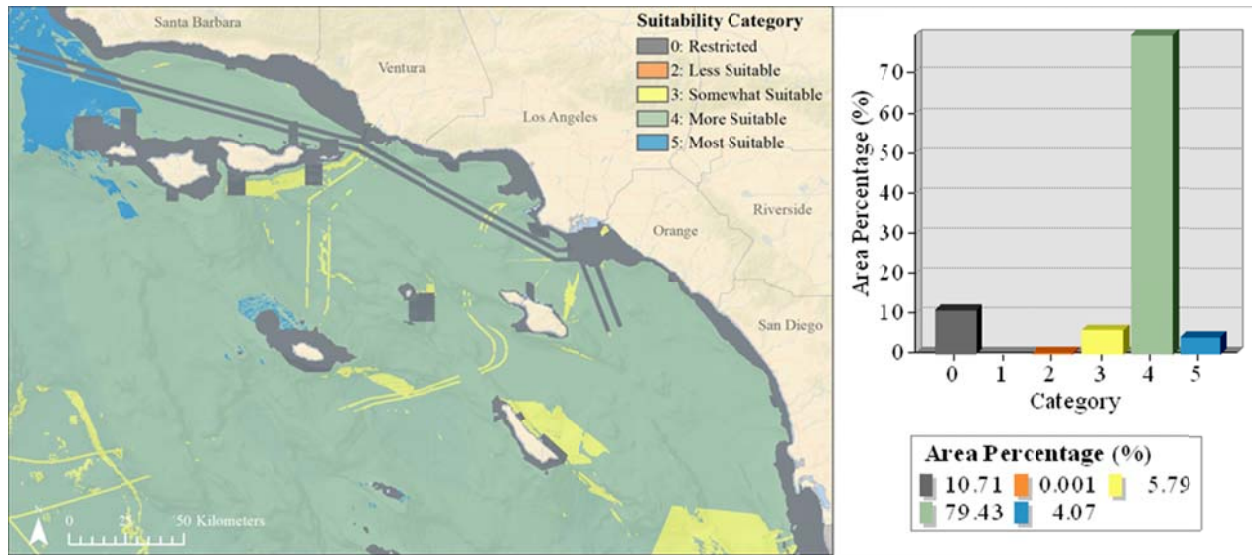 Santa Barbara
Ventura
Los Angeles
Orange
Riverside
San Diego
Suitability Category
0: Restricted
2: Less Suitable
3: Somewhat Suitable
4: More Suitable
5: Most Suitable
N
0 25 50 Kilometers
Area Percentage (%)
70
60
50
40
30
20
10
0
0 1 2 3 4 5
Category
Area Percentage (%)
10.71 0.001 5.79
79.43 4.07